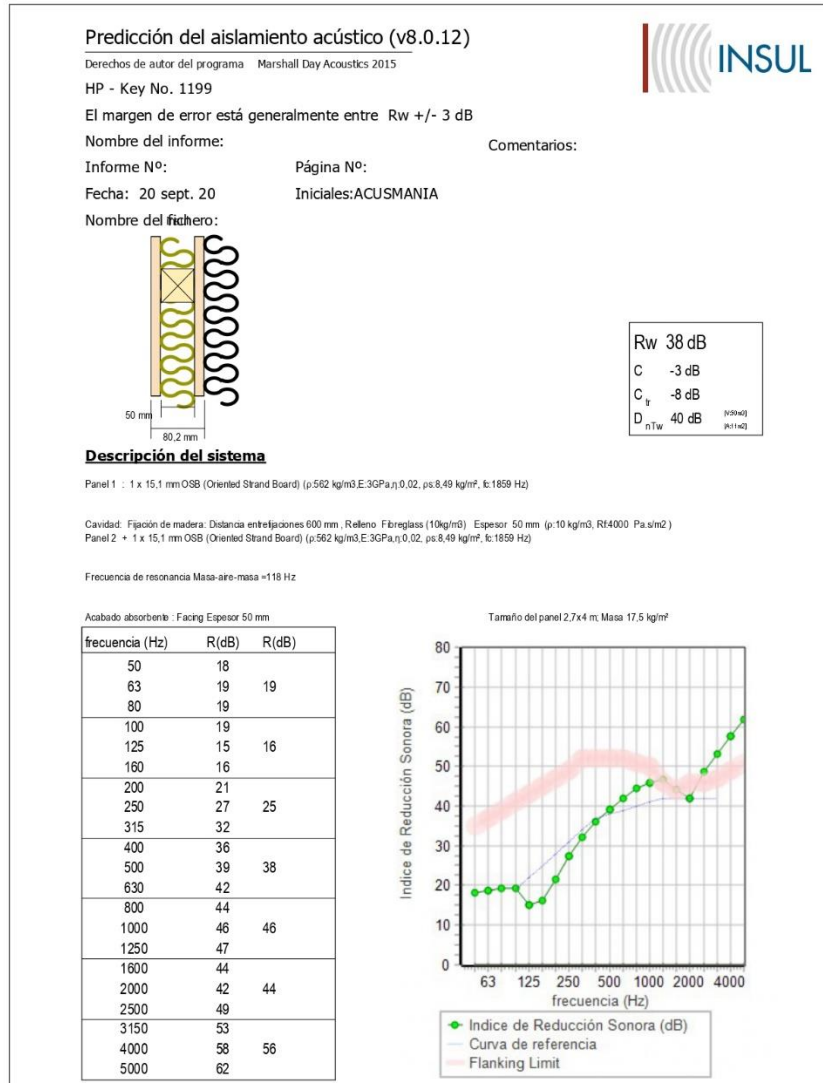 Predicción del aislamiento acústico (v8.0.12)
INSUL
Derechos de autor del programa Marshall Day Acoustics 2015
HP - Key No. 1199
El margen de error está generalmente entre Rw +/- 3 dB
Nombre del informe:
Comentarios:
Informe Nº: Página Nº:
Fecha: 20 sept. 20 Iniciales:ACUSMANIA
Nombre del fichero:
50 mm
80,2 mm
Rw 38 dB
C -3 dB
C tr -8 dB
D nTw 40 dB
Descripción del sistema
Panel 1 : 1 x 15,1 mm OSB (Oriented Strand Board) (ρ:562 kg/m3,E:3GPa,η:0,02, ρs:8,49 kg/m², fc:1859 Hz)
Cavidad: Fijación de madera: Distancia entrefijaciones 600 mm , Relleno Fibreglass (10kg/m3) Espesor 50 mm (ρ:10 kg/m3, Rf:4000 Pa.s/m2 )
Panel 2 + 1 x 15,1 mm OSB (Oriented Strand Board) (ρ:562 kg/m3,E:3GPa,η:0,02, ρs:8,49 kg/m², fc:1859 Hz)
Frecuencia de resonancia Masa-aire-masa =118 Hz
Acabado absorbente : Facing Espesor 50 mm
Tamaño del panel 2,7x4 m; Masa 17,5 kg/m²
frecuencia (Hz) R(dB) R(dB)
50 18
63 19 19
80 19
100 19
125 15 16
160 16
200 21
250 27 25
315 32
400 36
500 39 38
630 42
800 44
1000 46 46
1250 47
1600 44
2000 42 44
2500 49
3150 53
4000 58 56
5000 62
Indice de Reducción Sonora (dB)
80
70
60
50
40
30
20
10
0
63 125 250 500 1000 2000 4000
frecuencia (Hz)
Indice de Reducción Sonora (dB)
Curva de referencia
Flanking Limit